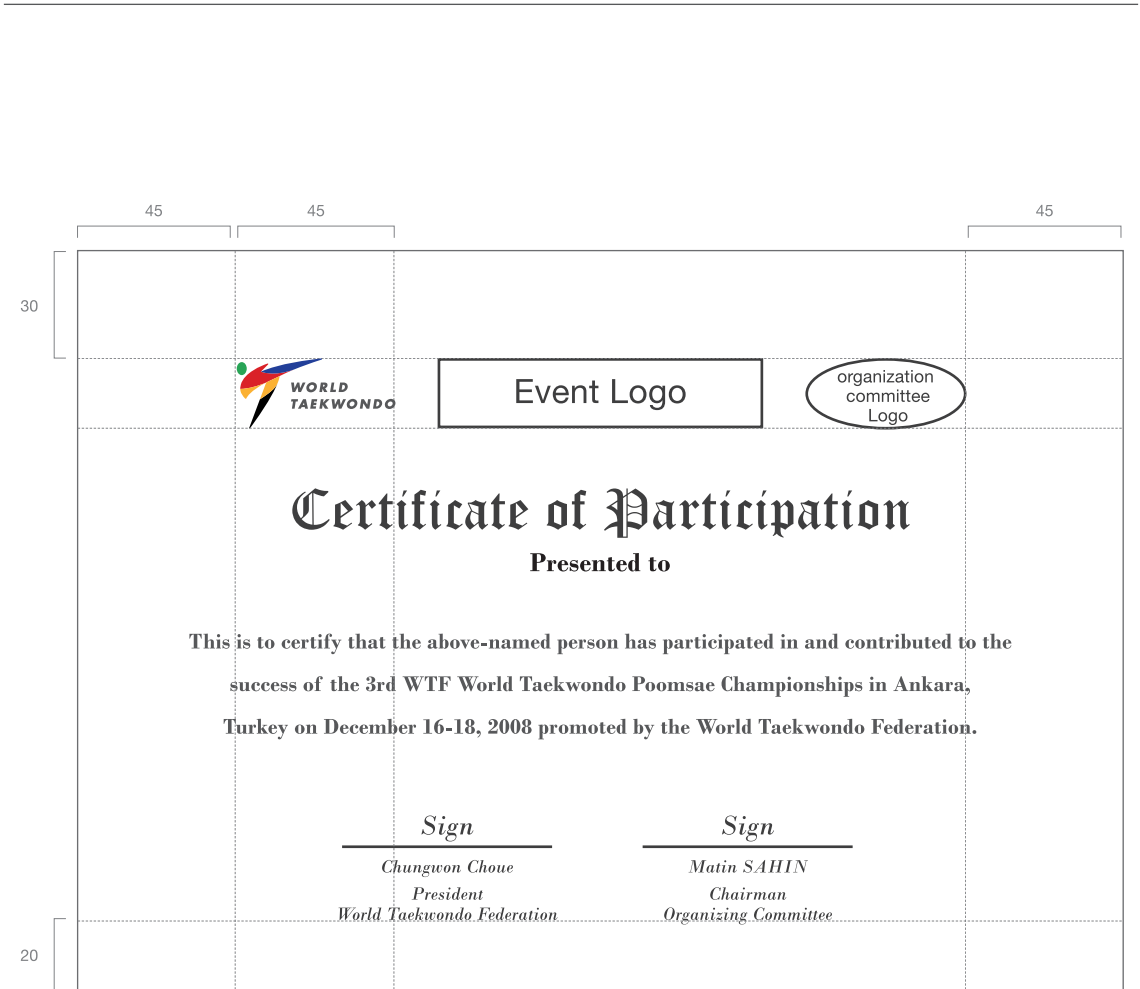 45 45 45
30
WORLD
TAEKWONDO
Event Logo
organization
committee
Logo
Certificate of Participation
Presented to
This is to certify that the above-named person has participated in and contributed to the
success of the 3rd WTF World Taekwondo Poomsae Championships in Ankara,
Turkey on December 16-18, 2008 promoted by the World Taekwondo Federation.
Sign
Chungwon Choue
President
World Taekwondo Federation
Sign
Matin SAHIN
Chairman
Organizing Committee
20